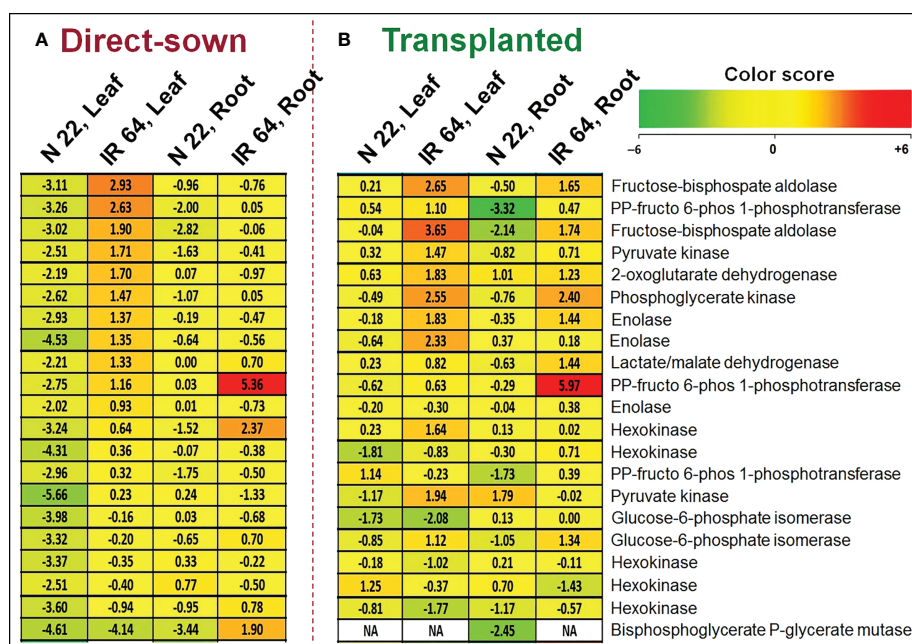 A Direct-sown
B Transplanted
Color score
-6 0 +6
N 22, Leaf IR 64, Leaf N 22, Root IR 64, Root
N 22, Leaf IR 64, Leaf N 22, Root IR 64, Root
-3.11 2.93 -0.96 -0.76 0.21 2.65 -0.50 1.65 Fructose-bisphospate aldolase
-3.26 2.63 -2.00 0.05 0.54 1.10 -3.32 0.47 PP-fructo 6-phos 1-phosphotransferase
-3.02 1.90 -2.82 -0.06 -0.04 3.65 -2.14 1.74 Fructose-bisphospate aldolase
-2.51 1.71 -1.63 -0.41 0.32 1.47 -0.82 0.71 Pyruvate kinase
-2.19 1.70 0.07 -0.97 0.63 1.83 1.01 1.23 2-oxoglutarate dehydrogenase
-2.62 1.47 -1.07 0.05 -0.49 2.55 -0.76 2.40 Phosphoglycerate kinase
-2.93 1.37 -0.19 -0.47 -0.18 1.83 -0.35 1.44 Enolase
-4.53 1.35 -0.64 -0.56 -0.64 2.33 0.37 0.18 Enolase
-2.21 1.33 0.00 0.70 0.23 0.82 -0.63 1.44 Lactate/malate dehydrogenase
-2.75 1.16 0.03 5.36 -0.62 0.63 -0.29 5.97 PP-fructo 6-phos 1-phosphotransferase
-2.02 0.93 0.01 -0.73 -0.20 -0.30 -0.04 0.38 Enolase
-3.24 0.64 -1.52 2.37 0.23 1.64 0.13 0.02 Hexokinase
-4.31 0.36 -0.07 -0.38 -1.81 -0.83 -0.30 0.71 Hexokinase
-2.96 0.32 -1.75 -0.50 1.14 -0.23 -1.73 0.39 PP-fructo 6-phos 1-phosphotransferase
-5.66 0.23 0.24 -1.33 -1.17 1.94 1.79 -0.02 Pyruvate kinase
-3.98 -0.16 0.03 -0.68 -1.73 -2.08 0.13 0.00 Glucose-6-phosphate isomerase
-3.32 -0.20 -0.65 0.70 -0.85 1.12 -1.05 1.34 Glucose-6-phosphate isomerase
-3.37 -0.35 0.33 -0.22 -0.18 -1.02 0.21 -0.11 Hexokinase
-2.51 -0.40 0.77 -0.50 1.25 -0.37 0.70 -1.43 Hexokinase
-3.60 -0.94 -0.95 0.78 -0.81 -1.77 -1.17 -0.57 Hexokinase
-4.61 -4.14 -3.44 1.90 NA NA -2.45 NA Bisphosphoglycerate P-glycerate mutase